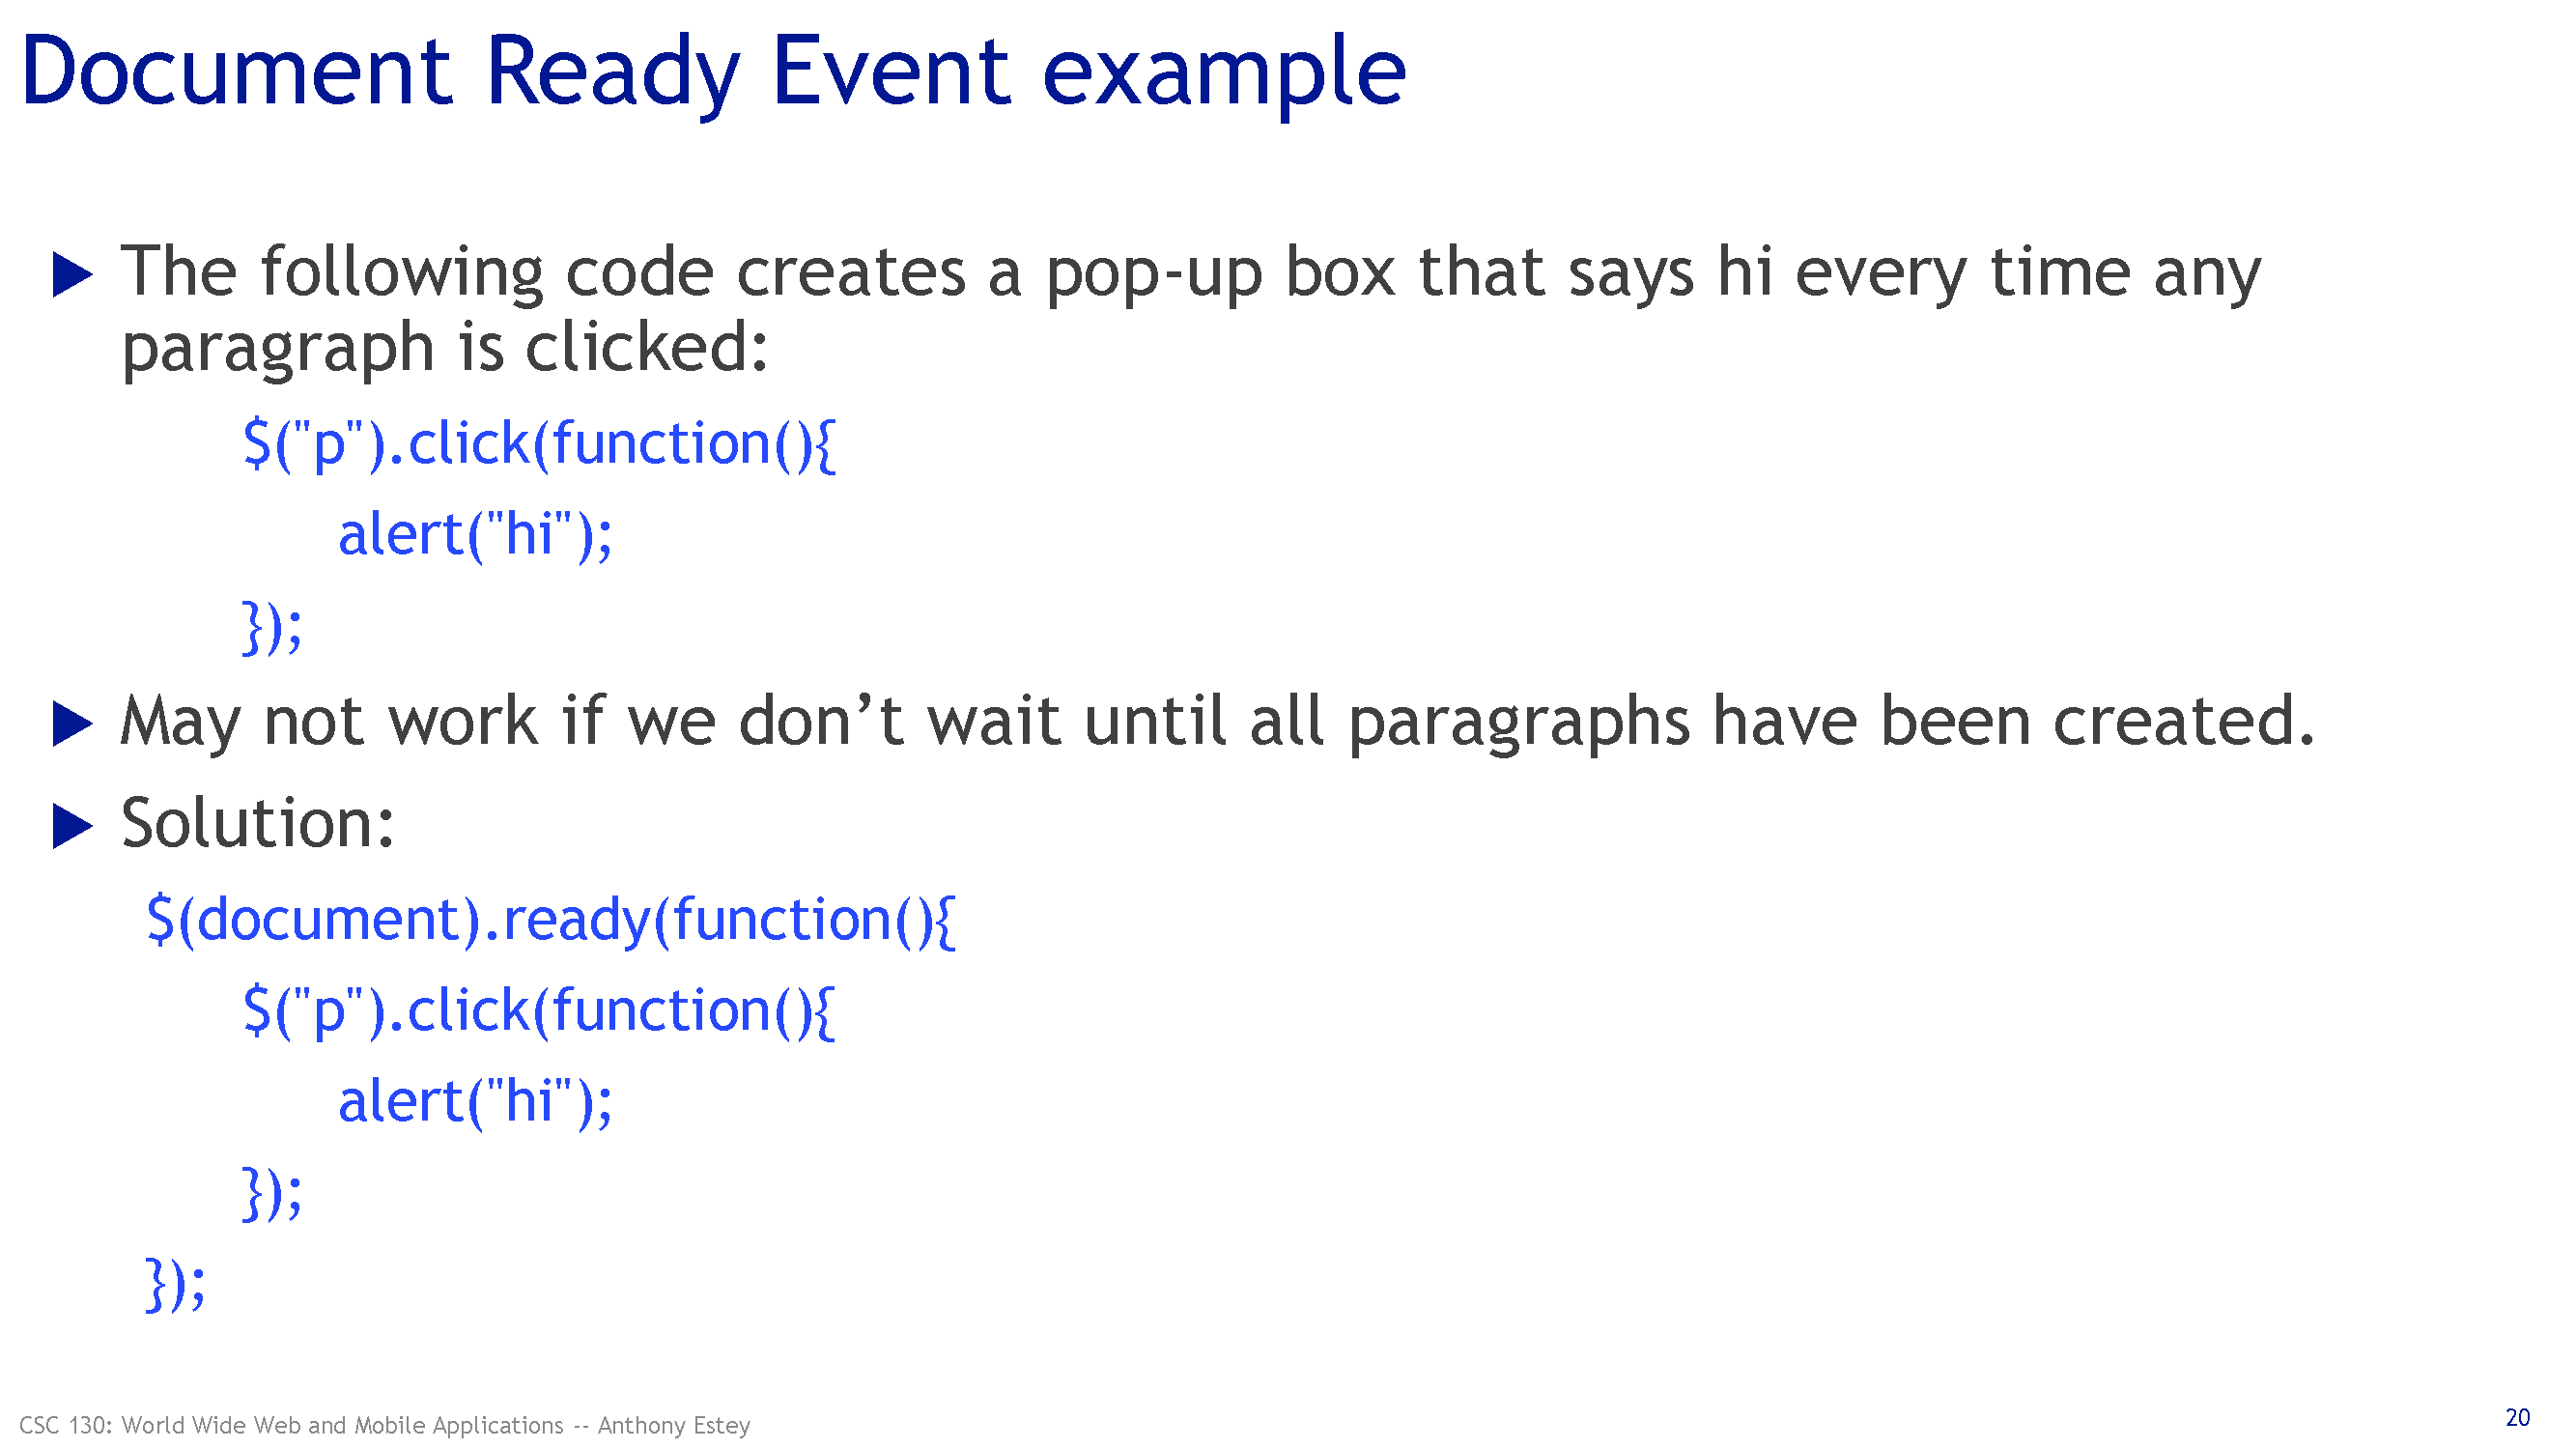 Document Ready Event example
The following code creates a pop-up box that says hi every time any
paragraph is clicked:
$("p").click(function(){
alert("hi");
});
May not work if we don’t wait until all paragraphs have been created.
Solution:
$(document).ready(function(){
$("p").click(function(){
alert("hi");
});
});
CSC 130: World Wide Web and Mobile Applications -- Anthony Estey
20